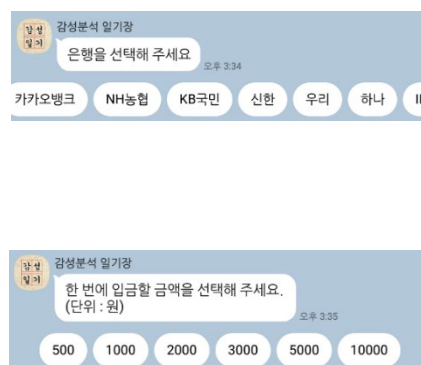 감성
일기
감성분석 일기장
은행을 선택해 주세요
오후 3:34
카카오뱅크 NH농협 KB국민 신한 우리 하나
감성
일기
감성분석 일기장
한 번에 입금할 금액을 선택해 주세요.
(단위 : 원)
오후 3:35
500 1000 2000 3000 5000 10000